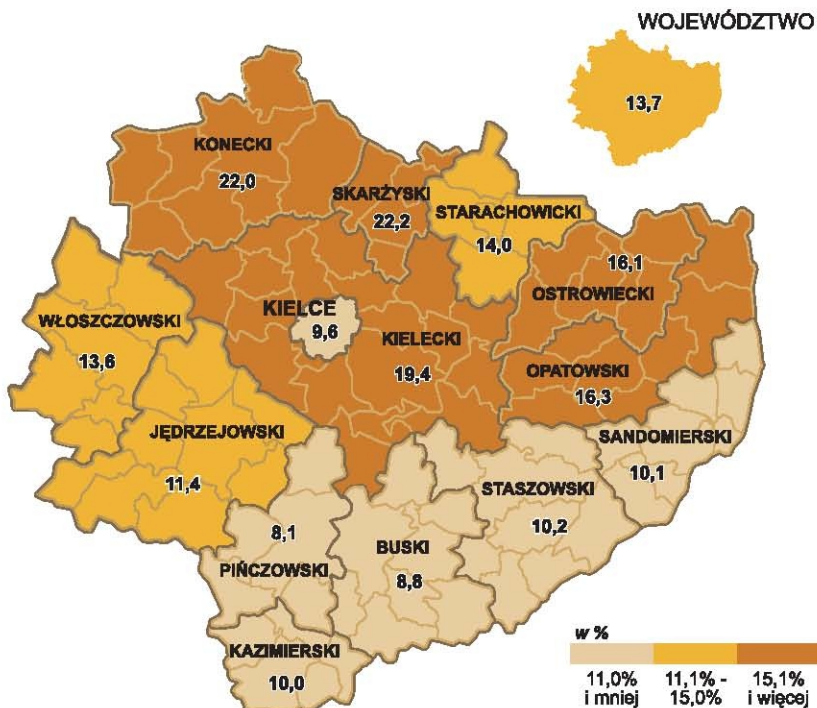 WOJEWÓDZTWO
13,7
KONECKI
22,0
SKARŻYSKI
22,2
STARACHOWICKI
14,0
16,1
OSTROWIECKI
WŁOSZCZOWSKI
13,6
KIELCE
9,6
KIELECKI
19,4
OPATOWSKI
16,3
JĘDRZEJOWSKI
11,4
SANDOMIERSKI
10,1
STASZOWSKI
10,2
8,1
PIŃCZOWSKI
BUSKI
8,8
KAZIMIERSKI
10,0
w %
11,0% i mniej
11,1% - 15,0%
15,1% i więcej